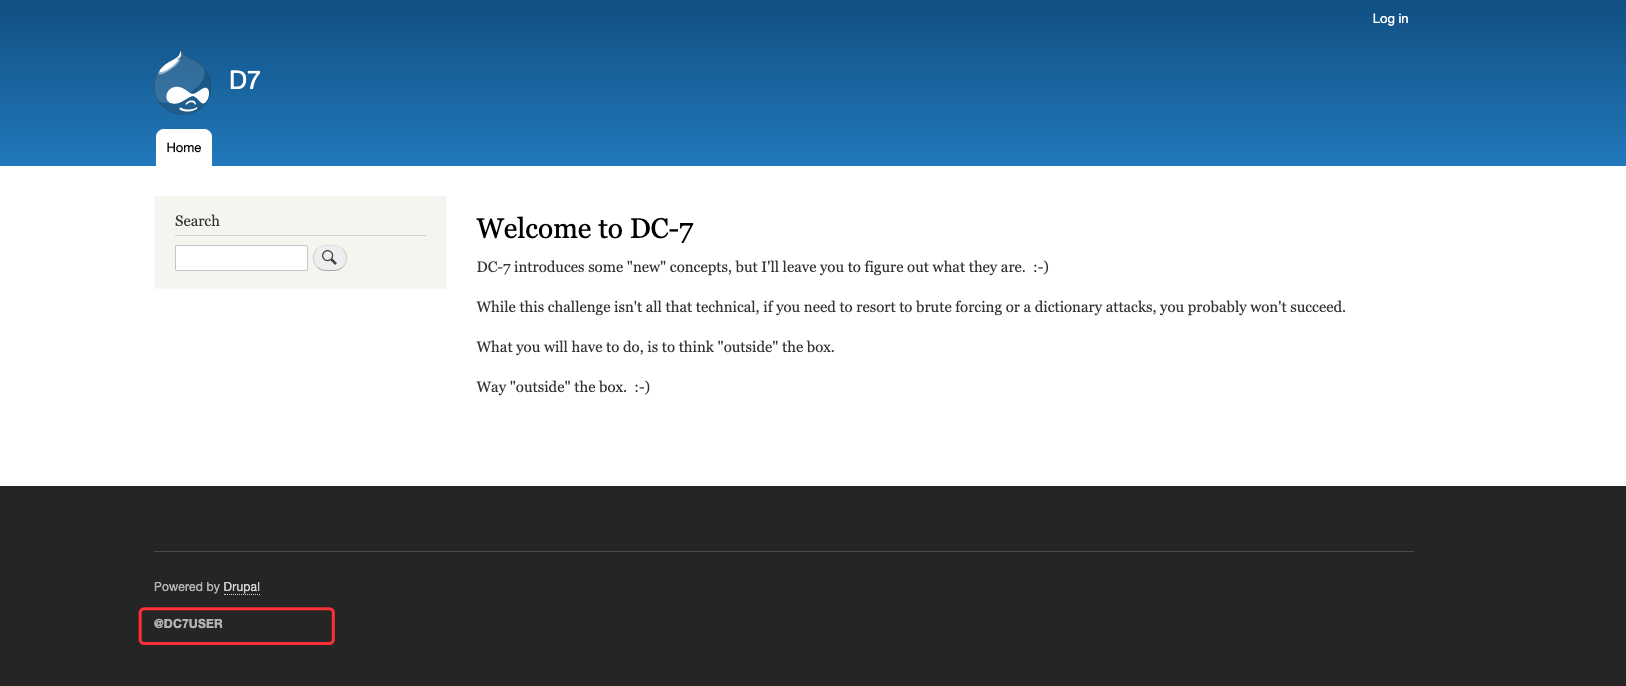 Log in
D7
Home
Search
Welcome to DC-7
DC-7 introduces some "new" concepts, but I'll leave you to figure out what they are.  :-)
While this challenge isn't all that technical, if you need to resort to brute forcing or a dictionary attacks, you probably won't succeed.
What you will have to do, is to think "outside" the box.
Way "outside" the box.  :-)
Powered by Drupal
@DC7USER